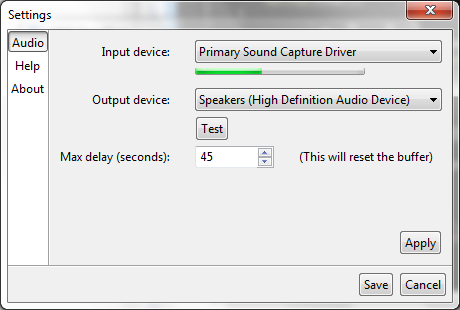 Settings
Audio
Help
About
Input device: Primary Sound Capture Driver
Output device: Speakers (High Definition Audio Device)
Test
Max delay (seconds): 45 (This will reset the buffer)
Apply
Save Cancel